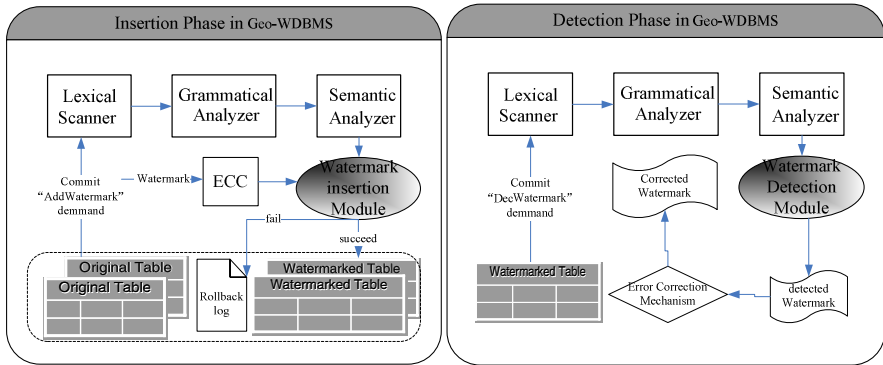 Insertion Phase in Geo-WDBMS
Lexical
Scanner
Grammatical
Analyzer
Semantic
Analyzer
Commit
“AddWatermark”
demmand
Watermark
ECC
Watermark
insertion
Module
fail
succeed
Original Table
Original Table
Rollback
log
Watermarked Table
Watermarked Table
Detection Phase in Geo-WDBMS
Lexical
Scanner
Grammatical
Analyzer
Semantic
Analyzer
Commit
“DecWatermark”
demmand
Corrected
Watermark
Watermark
Detection
Module
Watermarked Table
Error Correction
Mechanism
detected
Watermark